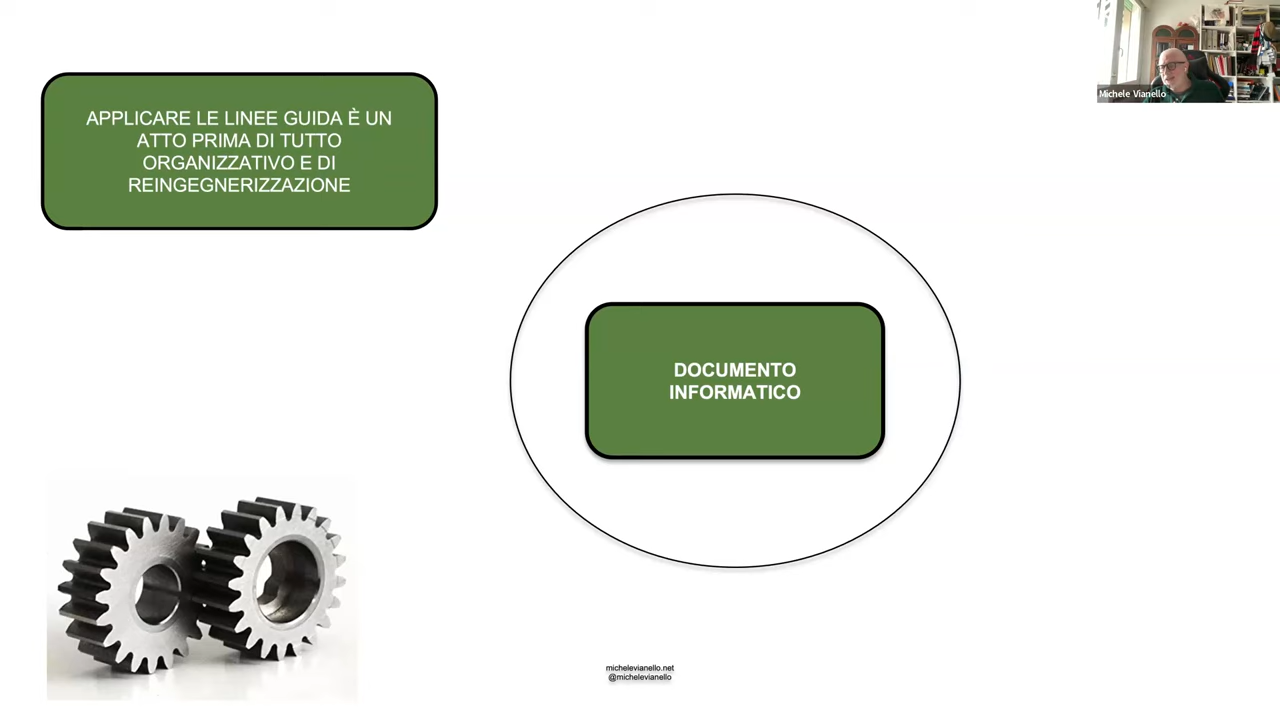 APPLICARE LE LINEE GUIDA È UN
ATTO PRIMA DI TUTTO
ORGANIZZATIVO E DI
REINGEGNERIZZAZIONE
Michele Vianello
DOCUMENTO
INFORMATICO
michelevianello.net
@michelevianello